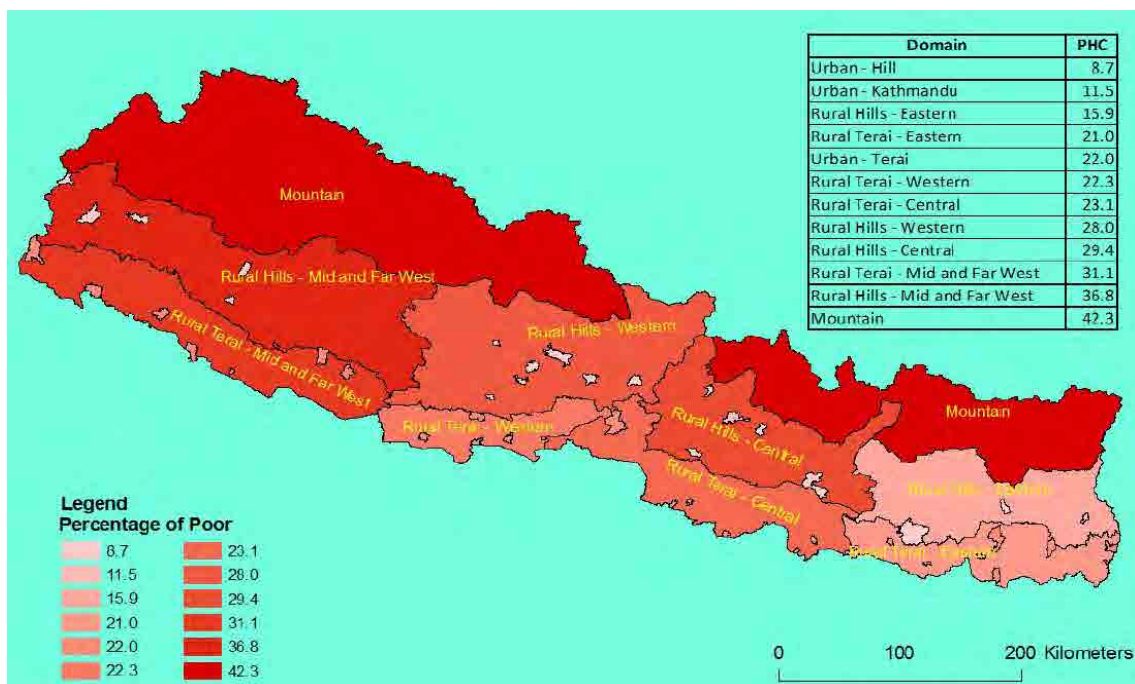 Domain PHC
Urban - Hill 8.7
Urban - Kathmandu 11.5
Rural Hills - Eastern 15.9
Rural Terai - Eastern 21.0
Urban - Terai 22.0
Rural Terai - Western 22.3
Rural Terai - Central 23.1
Rural Hills - Western 28.0
Rural Hills - Central 29.4
Rural Terai - Mid and Far West 31.1
Rural Hills - Mid and Far West 36.8
Mountain 42.3
Mountain
Rural Hills - Mid and Far West
Rural Hills - Western
Rural Terai - Mid and Far West
Rural Terai - Western
Rural Hills - Central
Mountain
Rural Terai - Central
Rural Hills - Eastern
Rural Terai - Eastern
Legend
Percentage of Poor
8.7
11.5
15.9
21.0
22.0
22.3
23.1
28.0
29.4
31.1
36.8
42.3
0 100 200 Kilometers